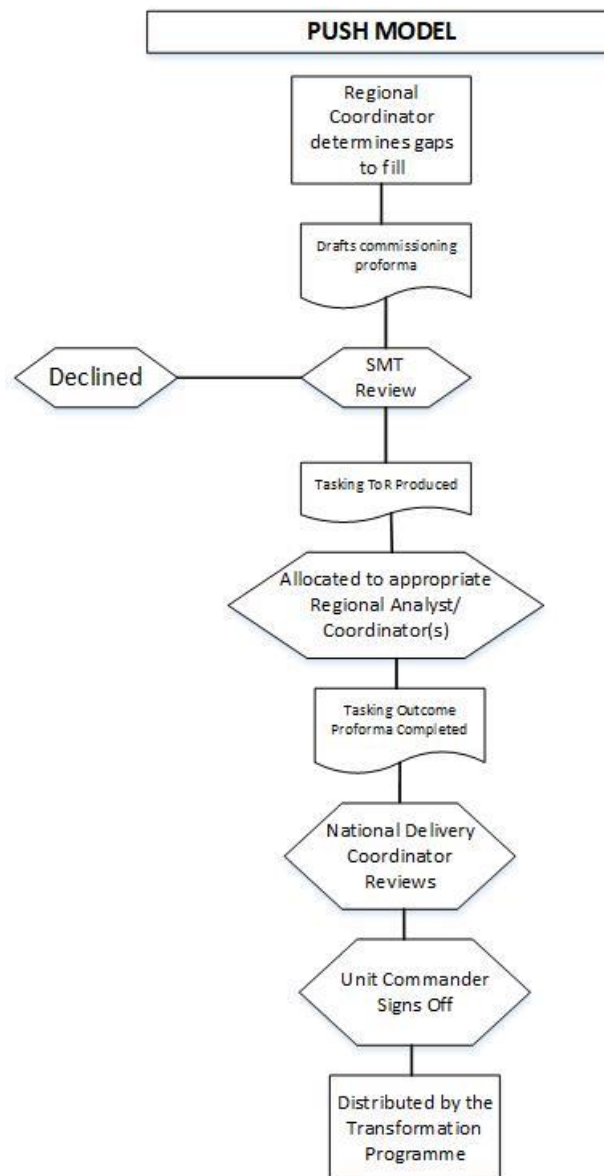 PUSH MODEL
Regional
Coordinator
determines gaps
to fill
Drafts commissioning
proforma
Declined
SMT
Review
Tasking ToR Produced
Allocated to appropriate
Regional Analyst/
Coordinator(s)
Tasking Outcome
Proforma Completed
National Delivery
Coordinator
Reviews
Unit Commander
Signs Off
Distributed by the
Transformation
Programme